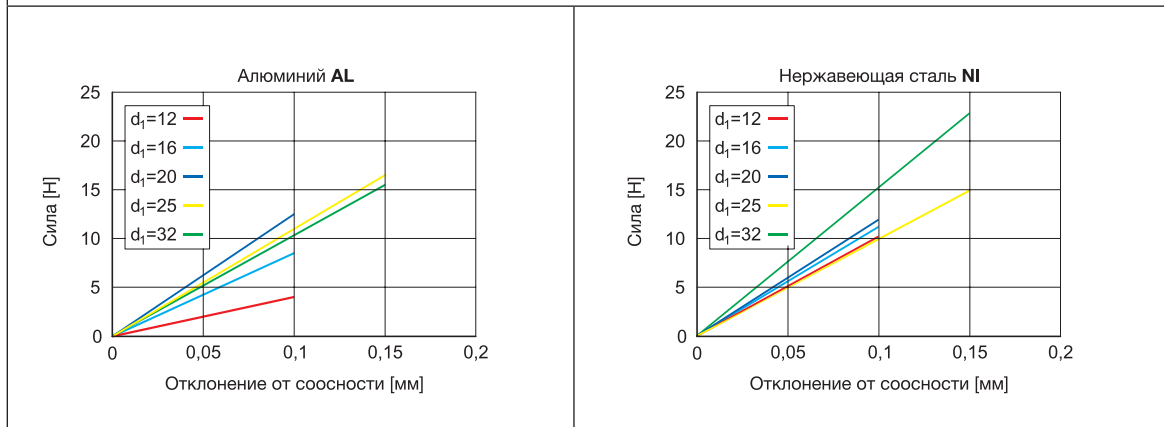 Алюминий AL
25
20
15
10
5
0
Сила [Н]
d1=12
d1=16
d1=20
d1=25
d1=32
0 0,05 0,1 0,15 0,2
Отклонение от соосности [мм]
Нержавеющая сталь NI
25
20
15
10
5
0
Сила [Н]
d1=12
d1=16
d1=20
d1=25
d1=32
0 0,05 0,1 0,15 0,2
Отклонение от соосности [мм]